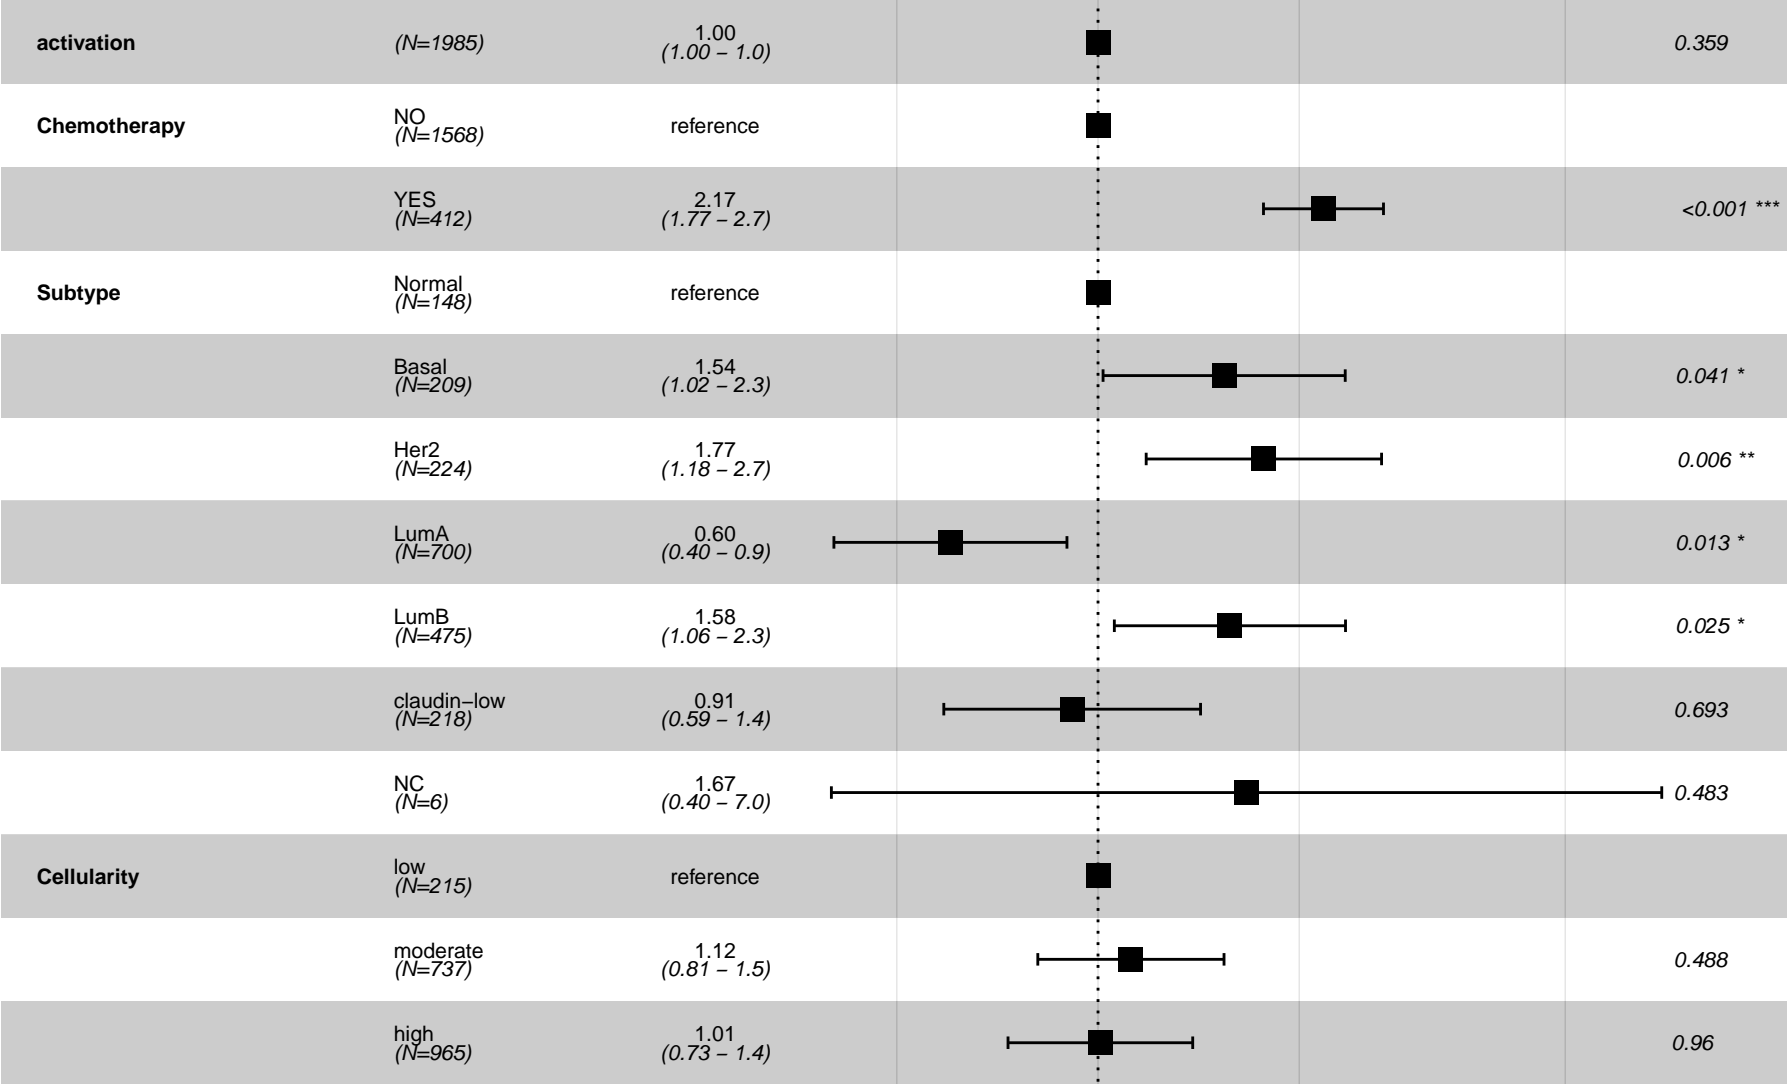 activation (N=1985) 1.00 (1.00 – 1.0) 0.359
Chemotherapy NO (N=1568) reference
YES (N=412) 2.17 (1.77 – 2.7) <0.001 ***
Subtype Normal (N=148) reference
Basal (N=209) 1.54 (1.02 – 2.3) 0.041 *
Her2 (N=224) 1.77 (1.18 – 2.7) 0.006 **
LumA (N=700) 0.60 (0.40 – 0.9) 0.013 *
LumB (N=475) 1.58 (1.06 – 2.3) 0.025 *
claudin–low (N=218) 0.91 (0.59 – 1.4) 0.693
NC (N=6) 1.67 (0.40 – 7.0) 0.483
Cellularity low (N=215) reference
moderate (N=737) 1.12 (0.81 – 1.5) 0.488
high (N=965) 1.01 (0.73 – 1.4) 0.96